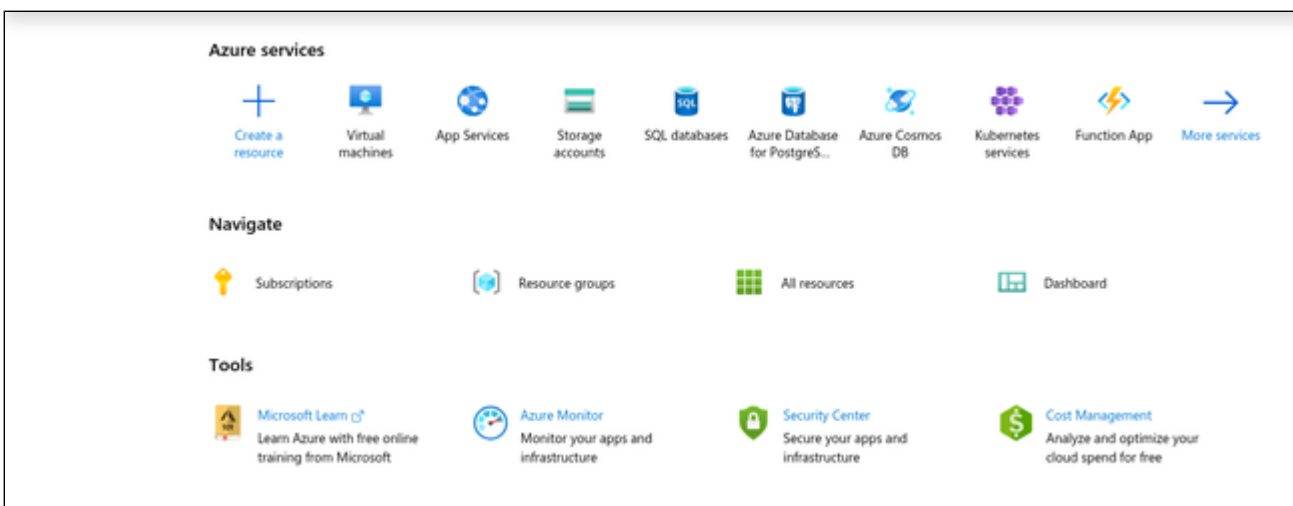 Azure services
Create a resource
Virtual machines
App Services
Storage accounts
SQL databases
Azure Database for PostgreS...
Azure Cosmos DB
Kubernetes services
Function App
More services
Navigate
Subscriptions
Resource groups
All resources
Dashboard
Tools
Microsoft Learn
Learn Azure with free online
training from Microsoft
Azure Monitor
Monitor your apps and
infrastructure
Security Center
Secure your apps and
infrastructure
Cost Management
Analyze and optimize your
cloud spend for free